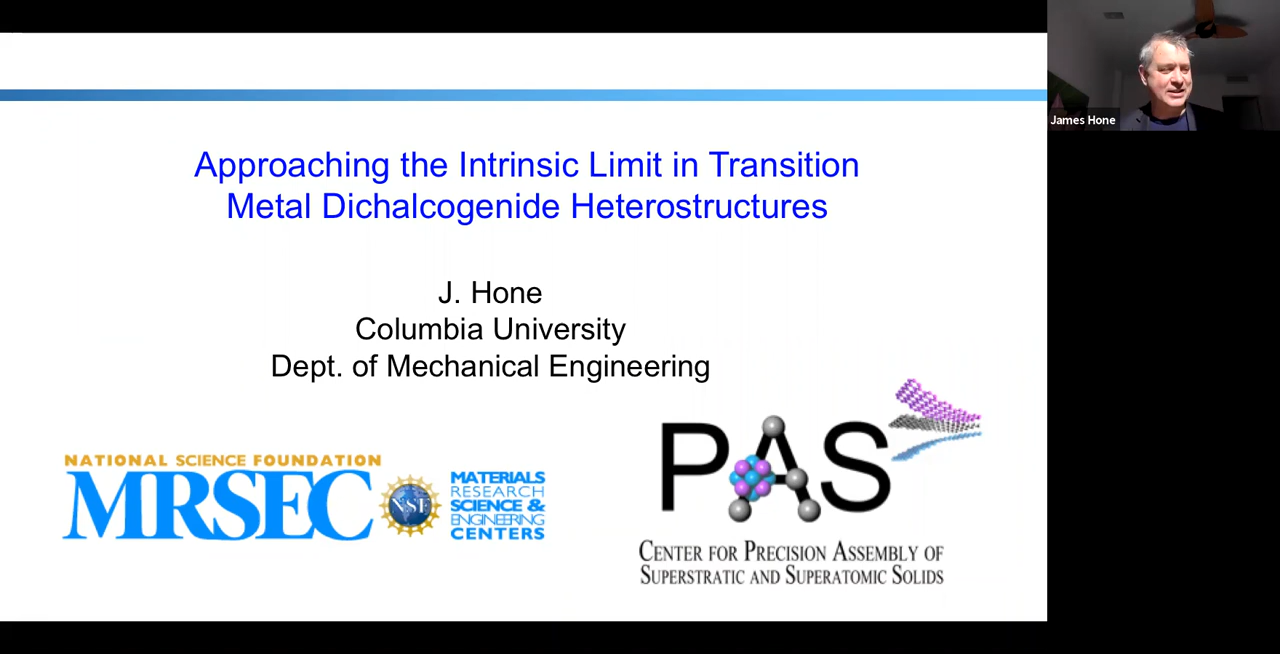 Approaching the Intrinsic Limit in Transition
Metal Dichalcogenide Heterostructures
J. Hone
Columbia University
Dept. of Mechanical Engineering
NATIONAL SCIENCE FOUNDATION
MRSEC
NSF
MATERIALS
RESEARCH
SCIENCE &
ENGINEERING
CENTERS
PAS
CENTER FOR PRECISION ASSEMBLY OF
SUPERSTRATIC AND SUPERATOMIC SOLIDS
James Hone